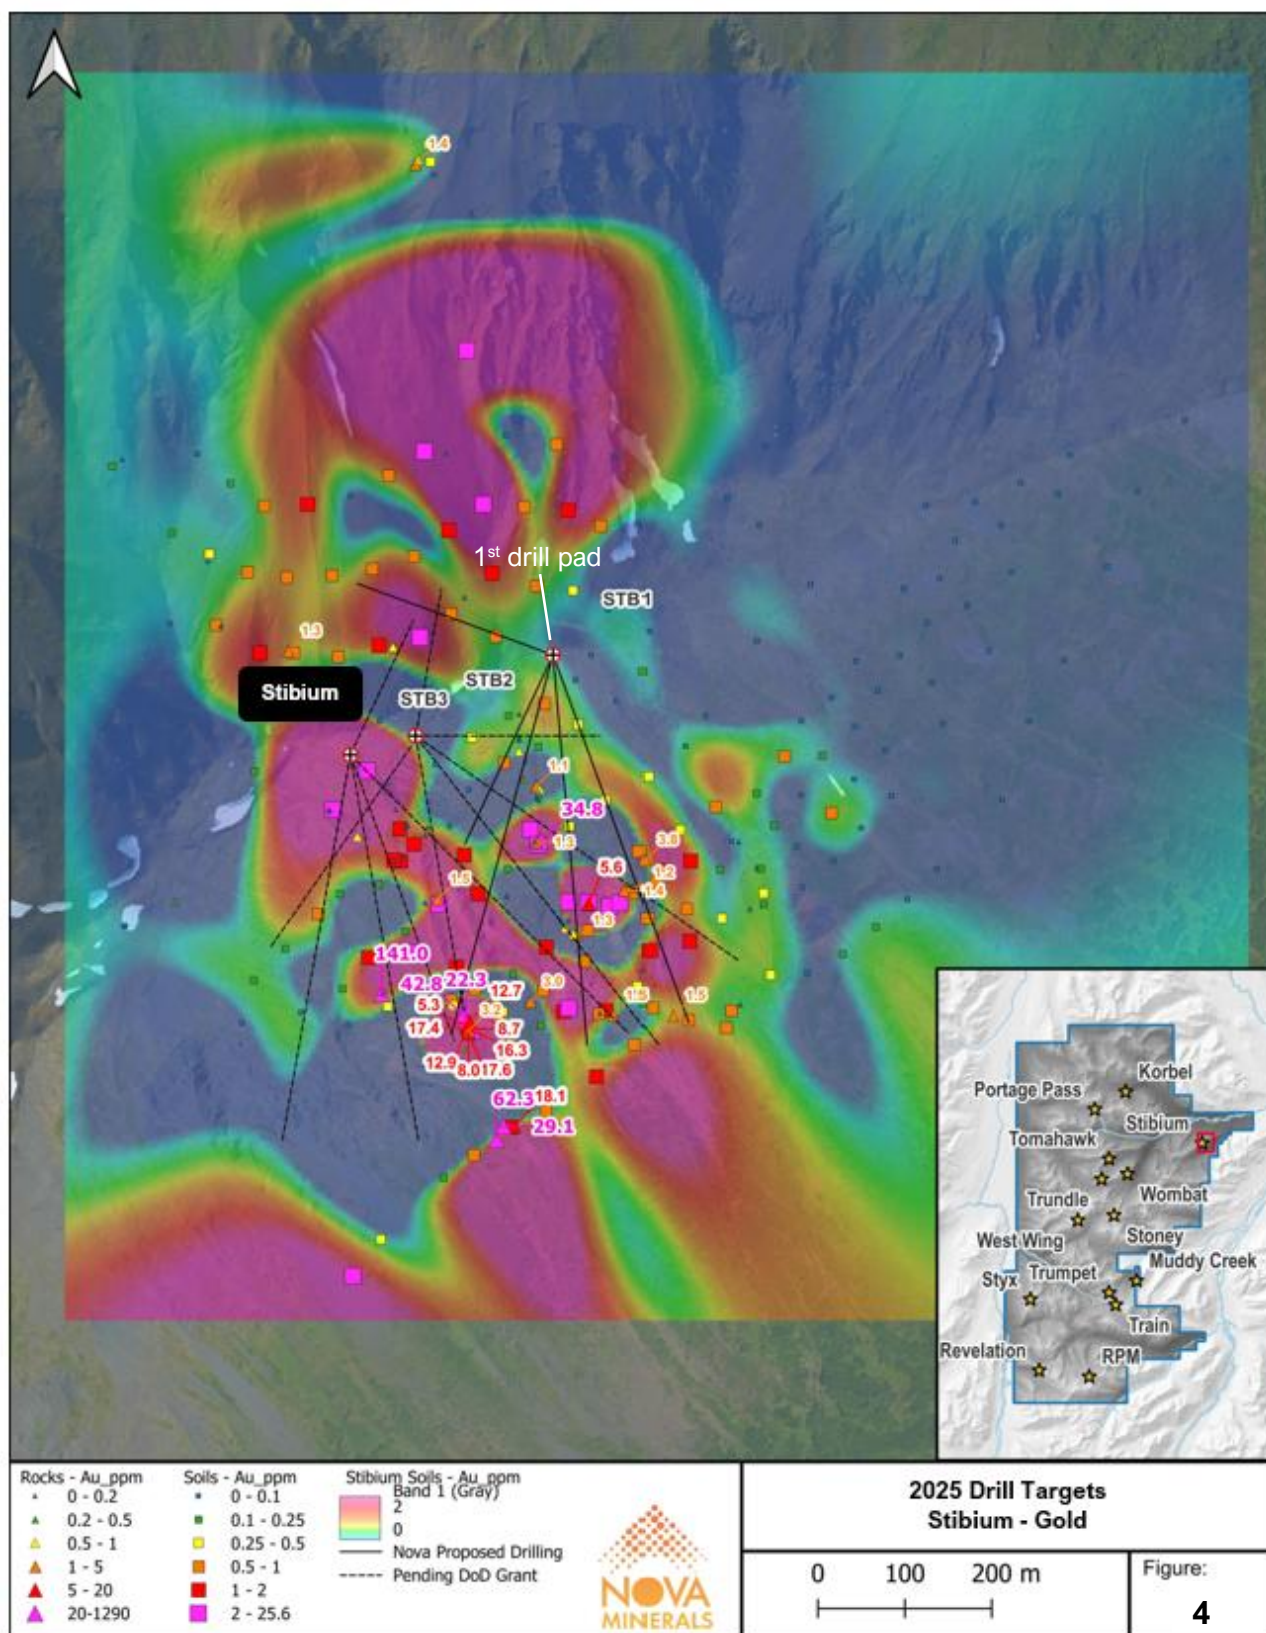 1.4
1st drill pad
STB1
1.3
STB2
Stibium
STB3
1.1
34.8
1.3
3.8
5.6
1.2
1.5
1.4
1.3
141.0
42.8
22.3
12.7
3.9
1.5
1.5
5.3
3.2
17.4
8.7
16.3
12.9
8.0
17.6
62.3
18.1
29.1
Korbel
Portage Pass
Stibium
Tomahawk
Wombat
Trundle
Stoney
West Wing
Muddy Creek
Styx
Trumpet
Train
Revelation
RPM
Rocks - Au_ppm
0 - 0.2
0.2 - 0.5
0.5 - 1
1 - 5
5 - 20
20-1290
Soils - Au_ppm
0 - 0.1
0.1 - 0.25
0.25 - 0.5
0.5 - 1
1 - 2
2 - 25.6
Stibium Soils - Au_ppm
Band 1 (Gray)
2
0
Nova Proposed Drilling
Pending DoD Grant
NOVA
MINERALS
2025 Drill Targets
Stibium - Gold
0 100 200 m
Figure:
4